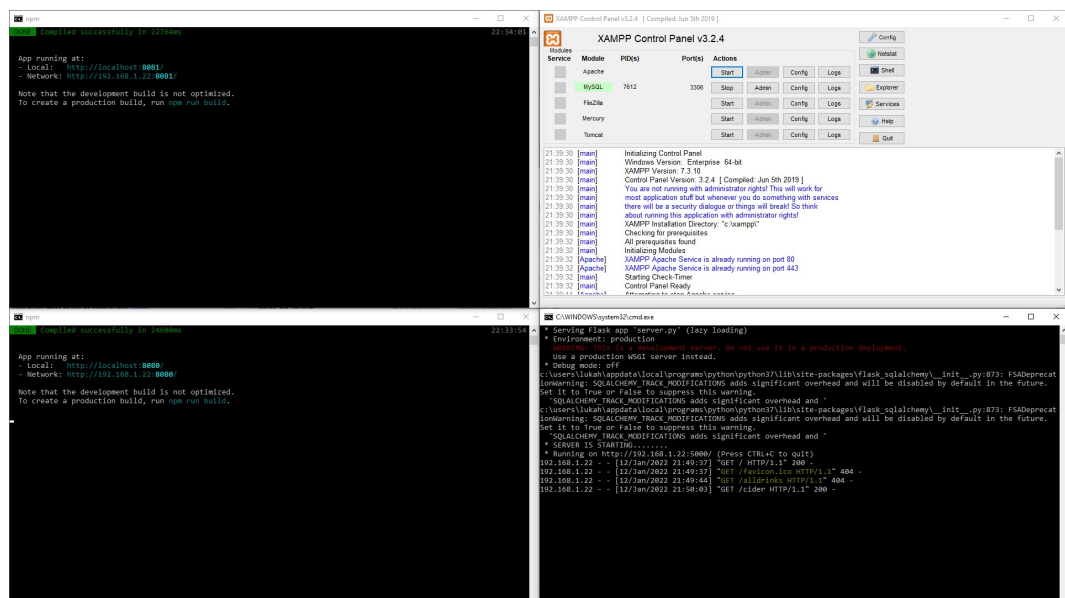 npm
DONE Compiled successfully in 22764ms 22:34:01
App running at:
- Local: http://localhost:8081/
- Network: http://192.168.1.22:8081/
Note that the development build is not optimized.
To create a production build, run npm run build.
XAMPP Control Panel v3.2.4 [ Compiled: Jun 5th 2019 ]
XAMPP Control Panel v3.2.4
Config
Modules
Service Module PID(s) Port(s) Actions
Netstat
Apache Start Admin Config Logs
Shell
MySQL 7612 3306 Stop Admin Config Logs
Explorer
FileZilla Start Admin Config Logs
Services
Mercury Start Admin Config Logs
Help
Tomcat Start Admin Config Logs
Quit
21:39:30 [main] Initializing Control Panel
21:39:30 [main] Windows Version: Enterprise 64-bit
21:39:30 [main] XAMPP Version: 7.3.10
21:39:30 [main] Control Panel Version: 3.2.4 [ Compiled: Jun 5th 2019 ]
21:39:30 [main] You are not running with administrator rights! This will work for
21:39:30 [main] most application stuff but whenever you do something with services
21:39:30 [main] there will be a security dialogue or things will break! So think
21:39:30 [main] about running this application with administrator rights!
21:39:30 [main] XAMPP Installation Directory: "c:\xampp\"
21:39:30 [main] Checking for prerequisites
21:39:32 [main] All prerequisites found
21:39:32 [main] Initializing Modules
21:39:32 [Apache] XAMPP Apache Service is already running on port 80
21:39:32 [Apache] XAMPP Apache Service is already running on port 443
21:39:32 [main] Starting Check-Timer
21:39:32 [main] Control Panel Ready
21:39:44 [Apache] Attempting to stop Apache service
npm
DONE Compiled successfully in 24600ms 22:33:54
App running at:
- Local: http://localhost:8080/
- Network: http://192.168.1.22:8080/
Note that the development build is not optimized.
To create a production build, run npm run build.
C:\WINDOWS\system32\cmd.exe
* Serving Flask app 'server.py' (lazy loading)
* Environment: production
WARNING: This is a development server. Do not use it in a production deployment.
Use a production WSGI server instead.
* Debug mode: off
c:\users\lukah\appdata\local\programs\python\python37\lib\site-packages\flask_sqlalchemy\__init__.py:873: FSADeprecat
ionWarning: SQLALCHEMY_TRACK_MODIFICATIONS adds significant overhead and will be disabled by default in the future.
Set it to True or False to suppress this warning.
'SQLALCHEMY_TRACK_MODIFICATIONS adds significant overhead and '
c:\users\lukah\appdata\local\programs\python\python37\lib\site-packages\flask_sqlalchemy\__init__.py:873: FSADeprecat
ionWarning: SQLALCHEMY_TRACK_MODIFICATIONS adds significant overhead and will be disabled by default in the future.
Set it to True or False to suppress this warning.
'SQLALCHEMY_TRACK_MODIFICATIONS adds significant overhead and '
* SERVER IS STARTING........
* Running on http://192.168.1.22:5000/ (Press CTRL+C to quit)
192.168.1.22 - - [12/Jan/2022 21:49:37] "GET / HTTP/1.1" 200 -
192.168.1.22 - - [12/Jan/2022 21:49:37] "GET /favicon.ico HTTP/1.1" 404 -
192.168.1.22 - - [12/Jan/2022 21:49:44] "GET /alldrinks HTTP/1.1" 404 -
192.168.1.22 - - [12/Jan/2022 21:50:03] "GET /cider HTTP/1.1" 200 -